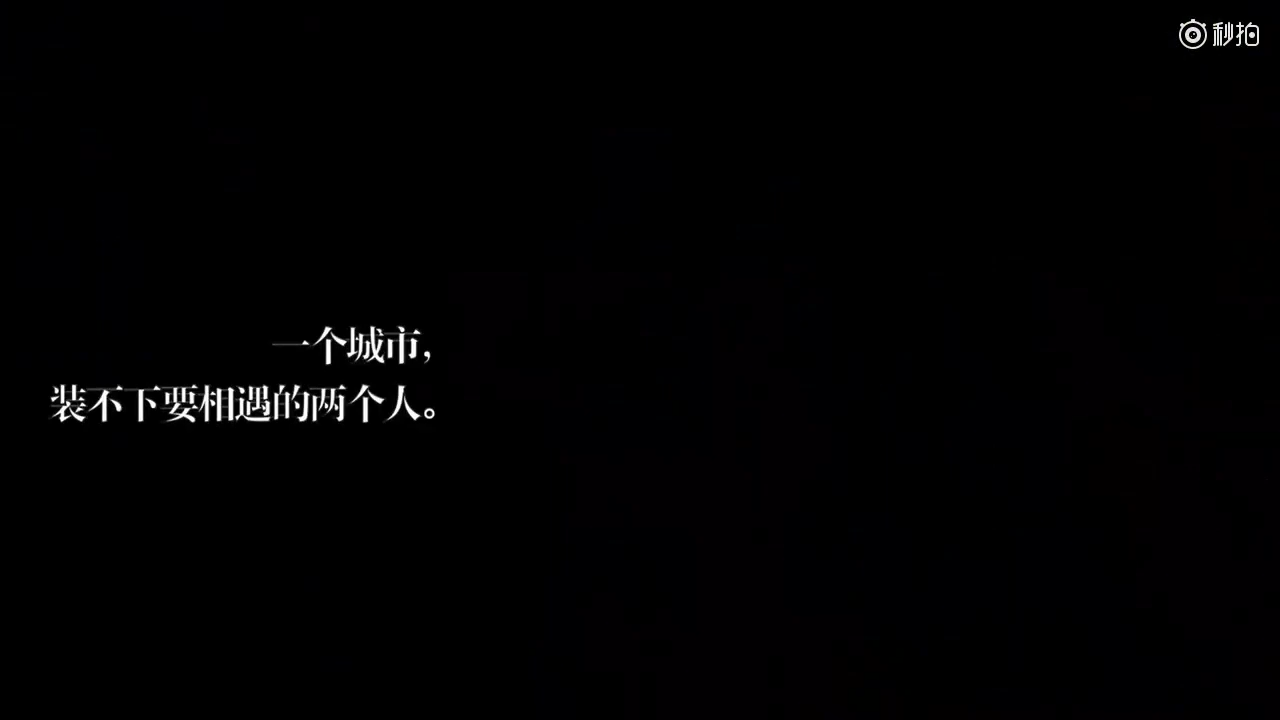 秒拍
一个城市,
装不下要相遇的两个人。